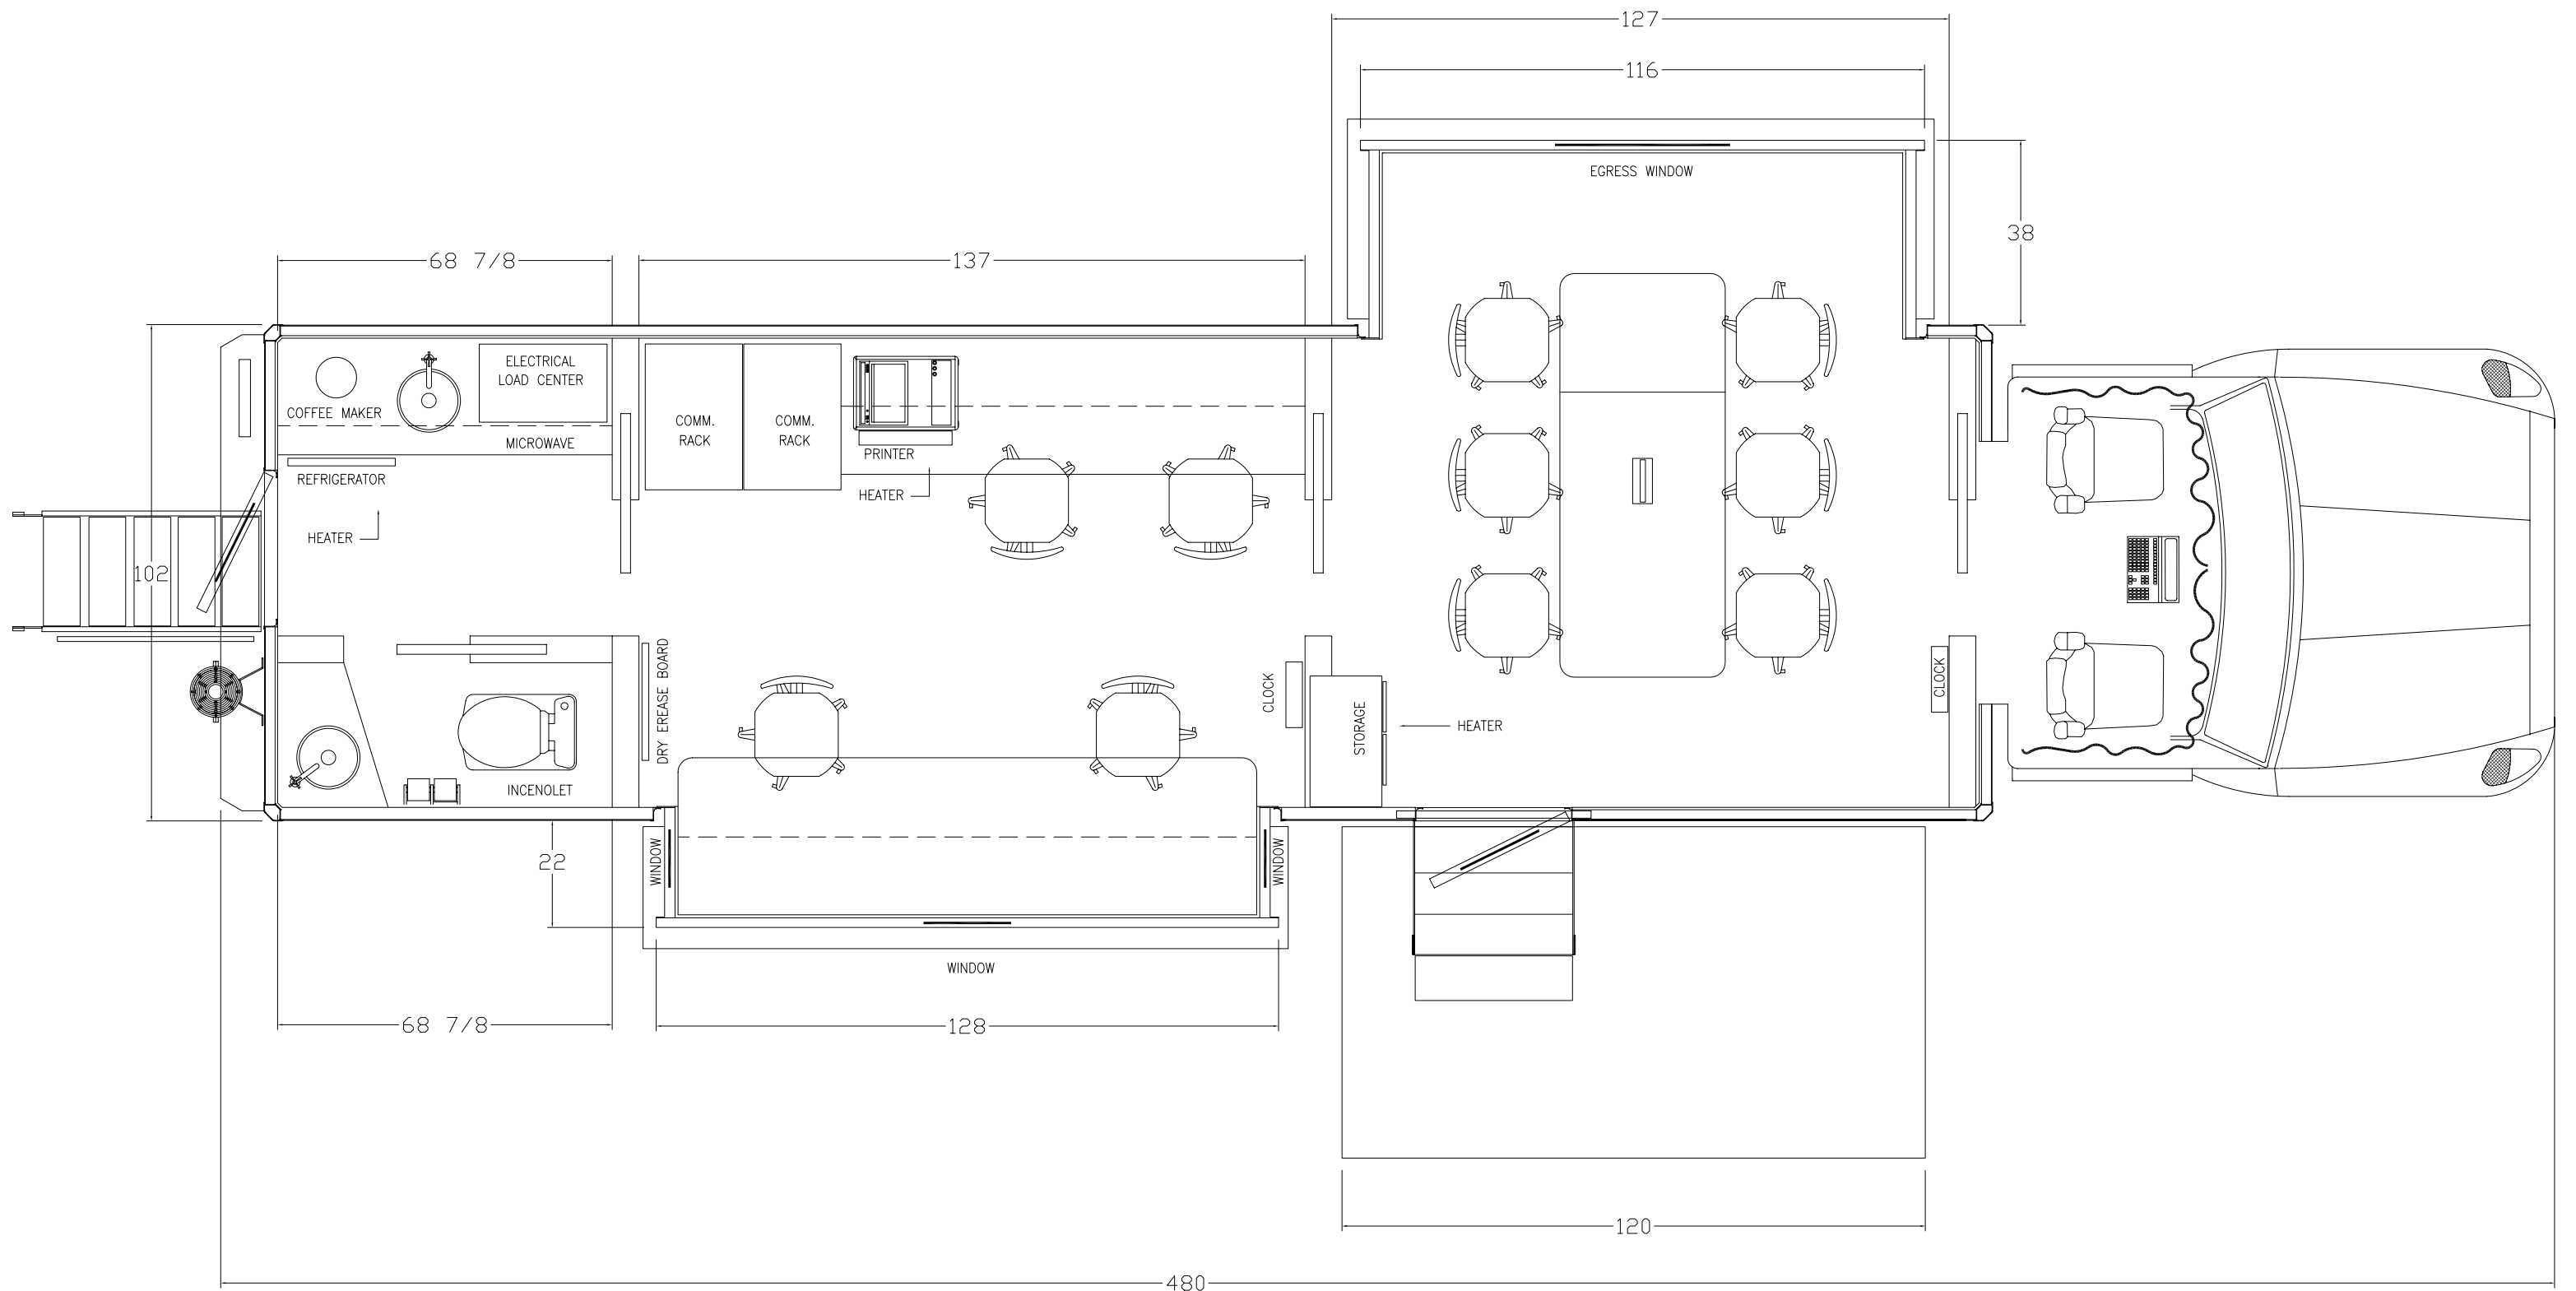 127
116
EGRESS WINDOW
38
68 7/8
137
ELECTRICAL
LOAD CENTER
COFFEE MAKER
MICROWAVE
REFRIGERATOR
HEATER
COMM.
RACK
COMM.
RACK
PRINTER
HEATER
102
DRY EREASE BOARD
CLOCK
STORAGE
HEATER
CLOCK
INCENOLET
22
WINDOW
WINDOW
WINDOW
68 7/8
128
120
480